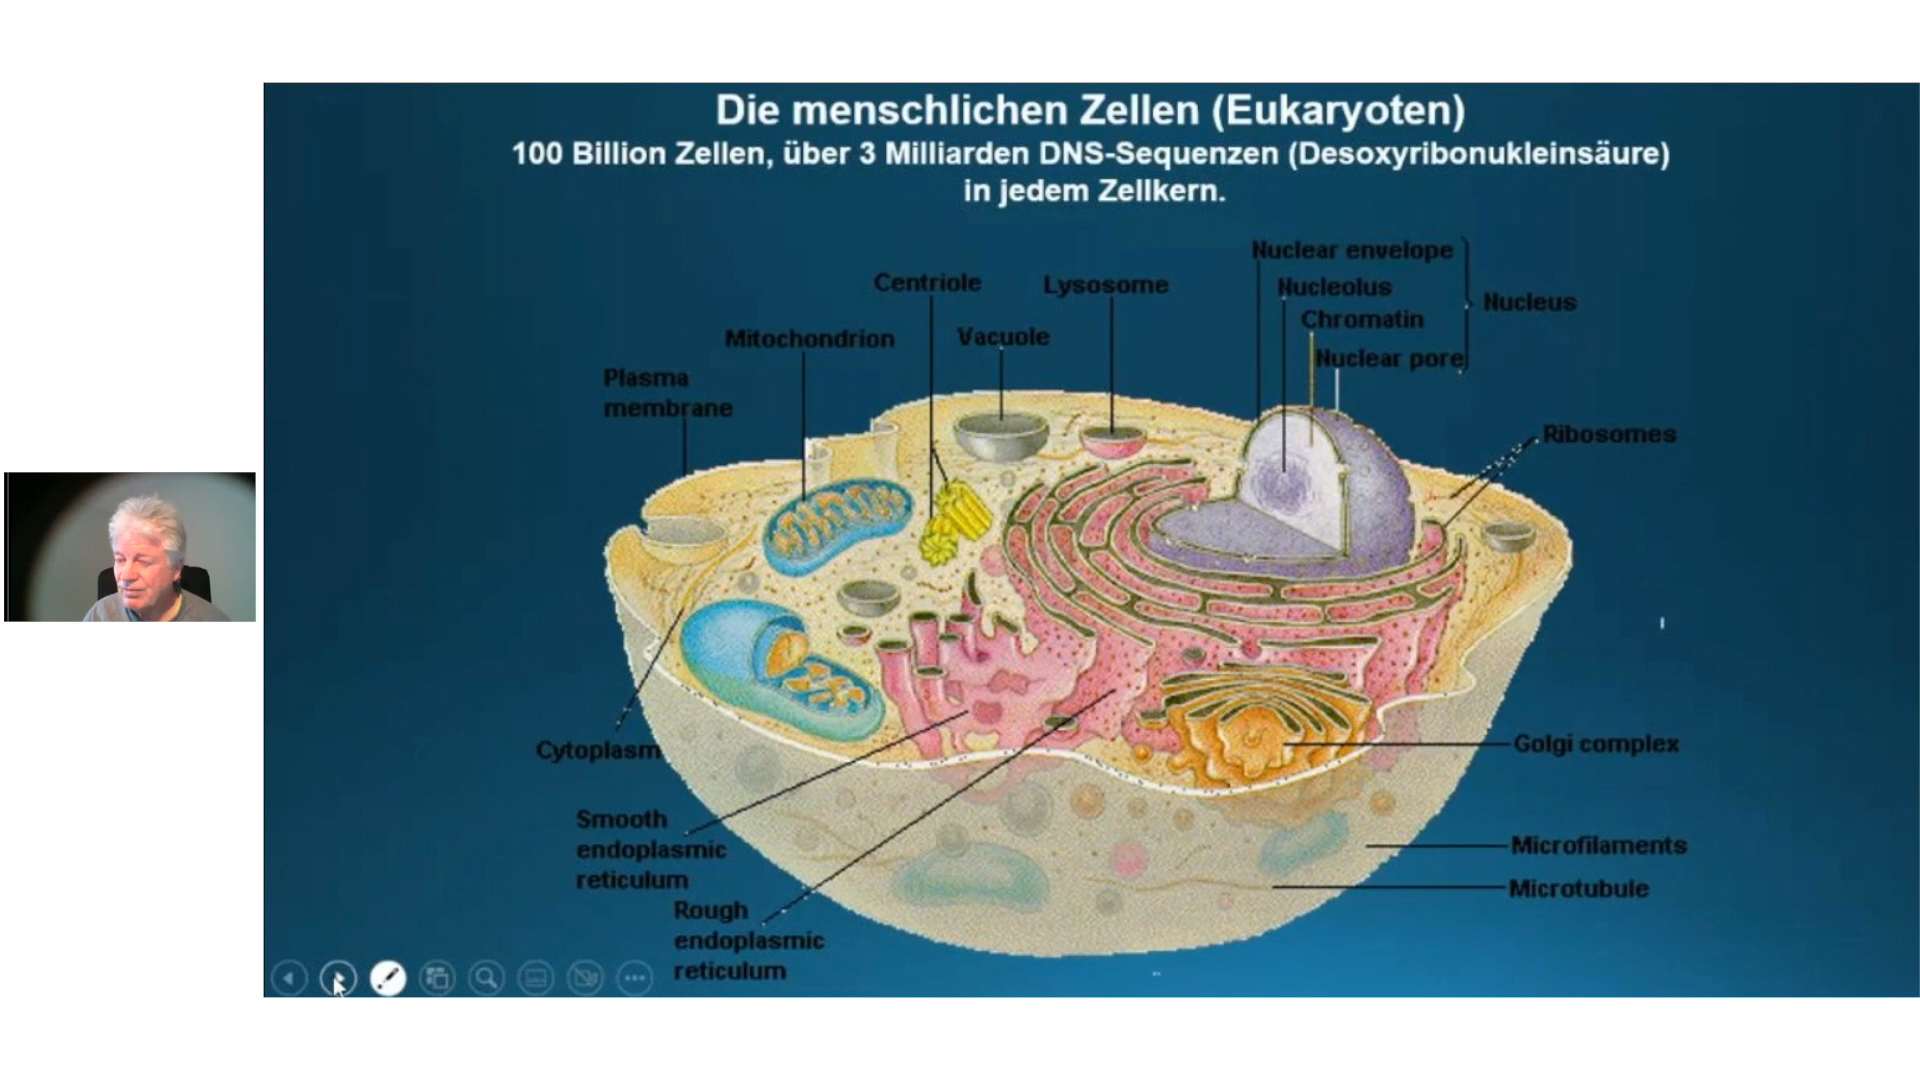 Die menschlichen Zellen (Eukaryoten)
100 Billion Zellen, über 3 Milliarden DNS-Sequenzen (Desoxyribonukleinsäure)
in jedem Zellkern.
Nuclear envelope
Nucleolus
Chromatin
Nuclear pore
Nucleus
Centriole
Lysosome
Mitochondrion
Vacuole
Plasma
membrane
Ribosomes
Cytoplasm
Golgi complex
Smooth
endoplasmic
reticulum
Microfilaments
Microtubule
Rough
endoplasmic
reticulum